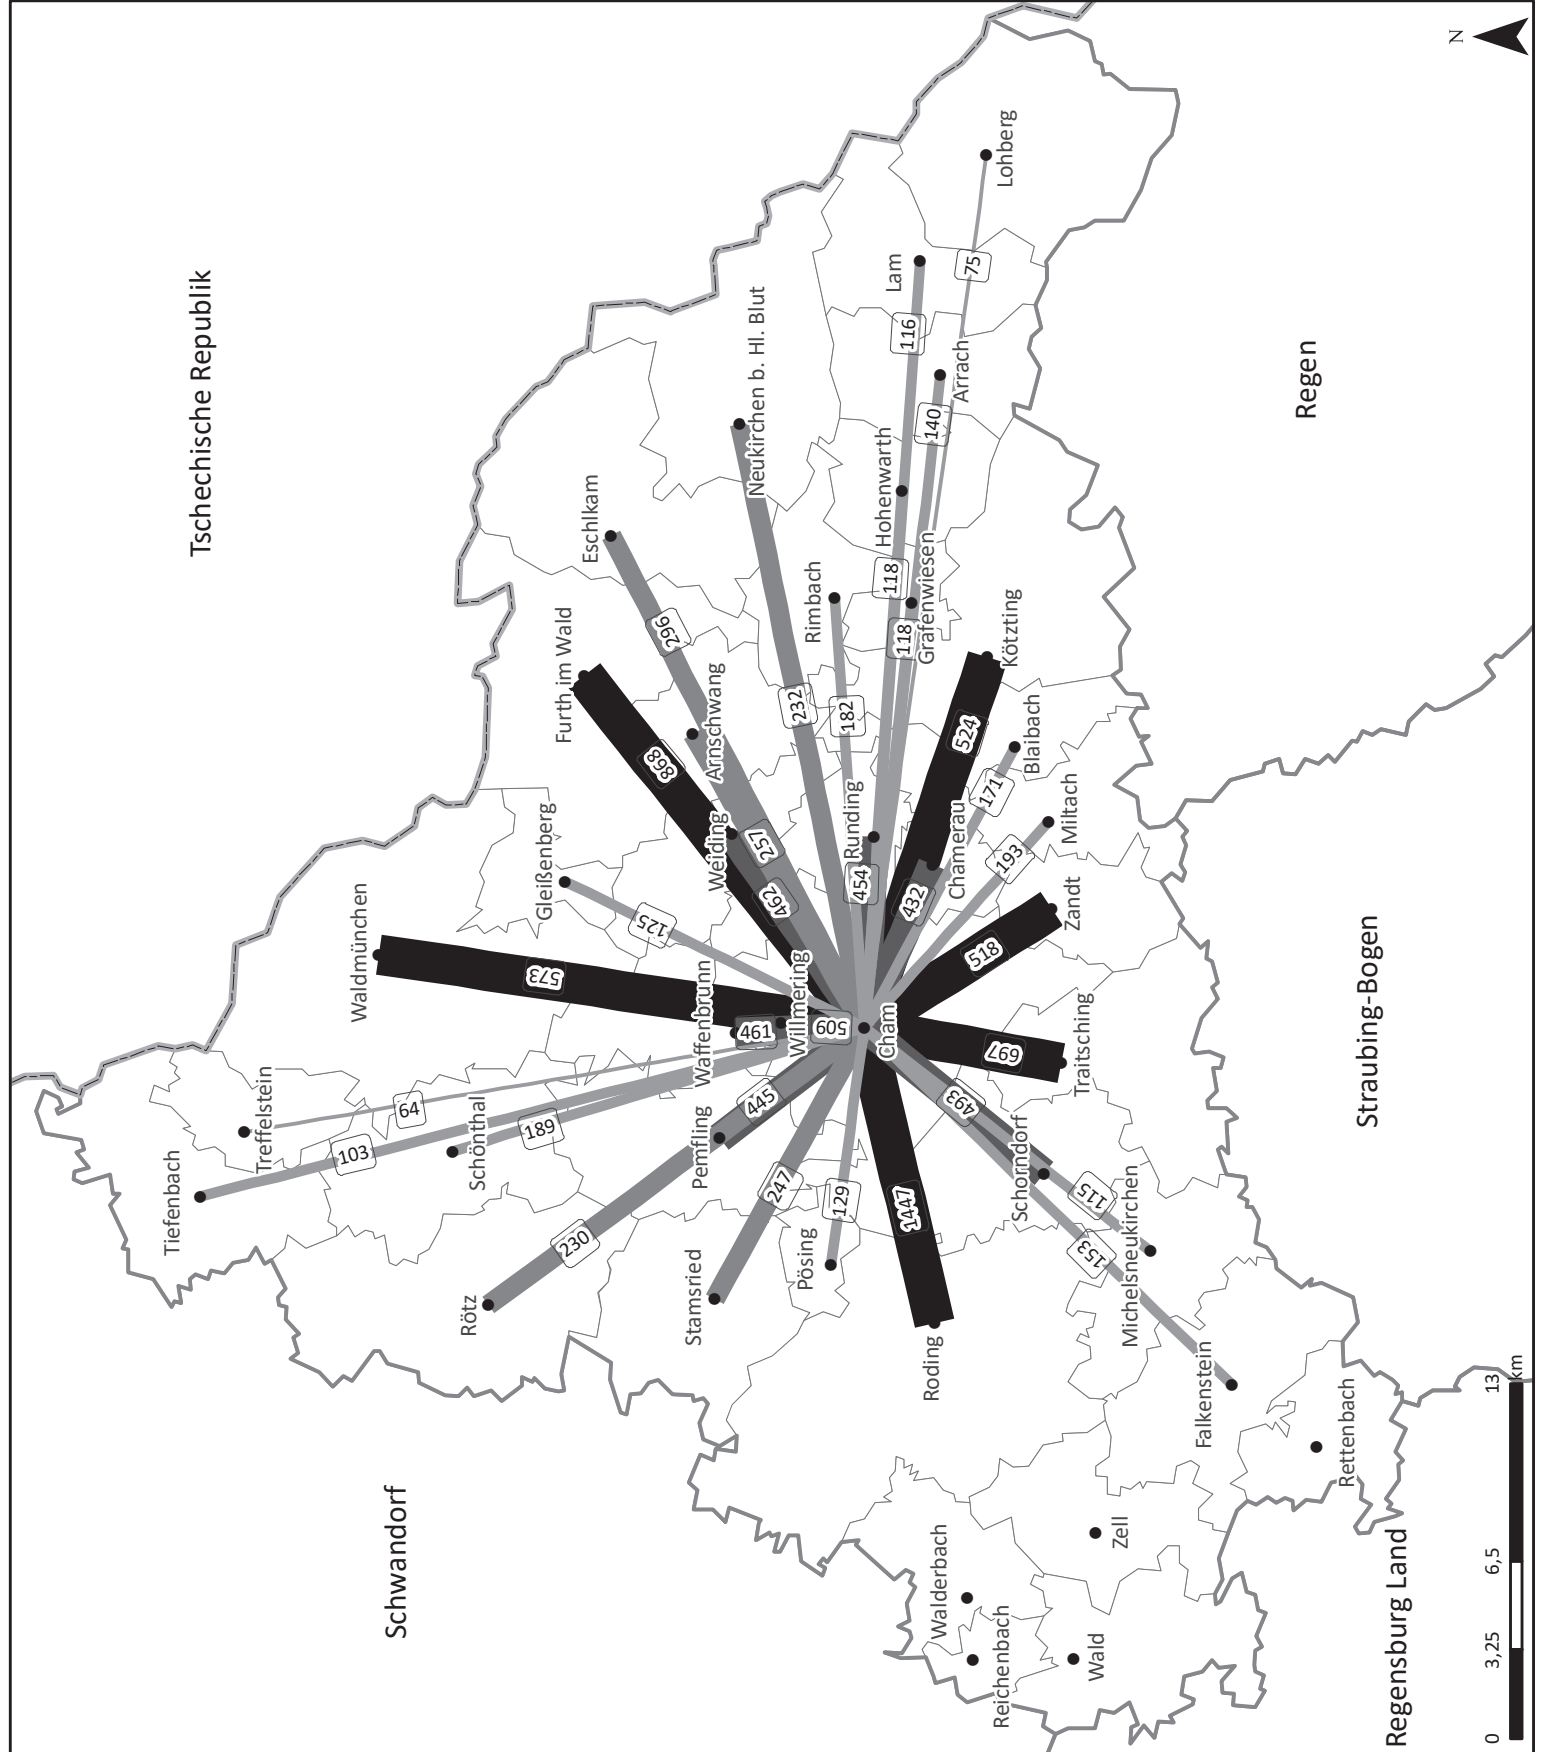 Tschechische Republik
Schwandorf
Regen
Straubing-Bogen
Regensburg Land
N
Tiefenbach
Treffelstein
Waldmünchen
Schönthal
Gleißenberg
Furth im Wald
Eschlkam
Neukirchen b. Hl. Blut
Arnschwang
Weiding
Rimbach
Lam
Lohberg
Arrach
Hohenwarth
Grafenwiesen
Kötzting
Blaibach
Miltach
Chamerau
Runding
Zandt
Traitsching
Cham
Willmering
Waffenbrunn
Pemfling
Rötz
Stamsried
Pösing
Roding
Schorndorf
Michelsneukirchen
Falkenstein
Rettenbach
Zell
Walderbach
Reichenbach
Wald
64
103
189
573
125
868
296
257
462
232
182
116
75
140
118
118
524
171
193
432
454
518
697
509
461
445
230
247
129
1447
493
115
153
0
3,25
6,5
13
km